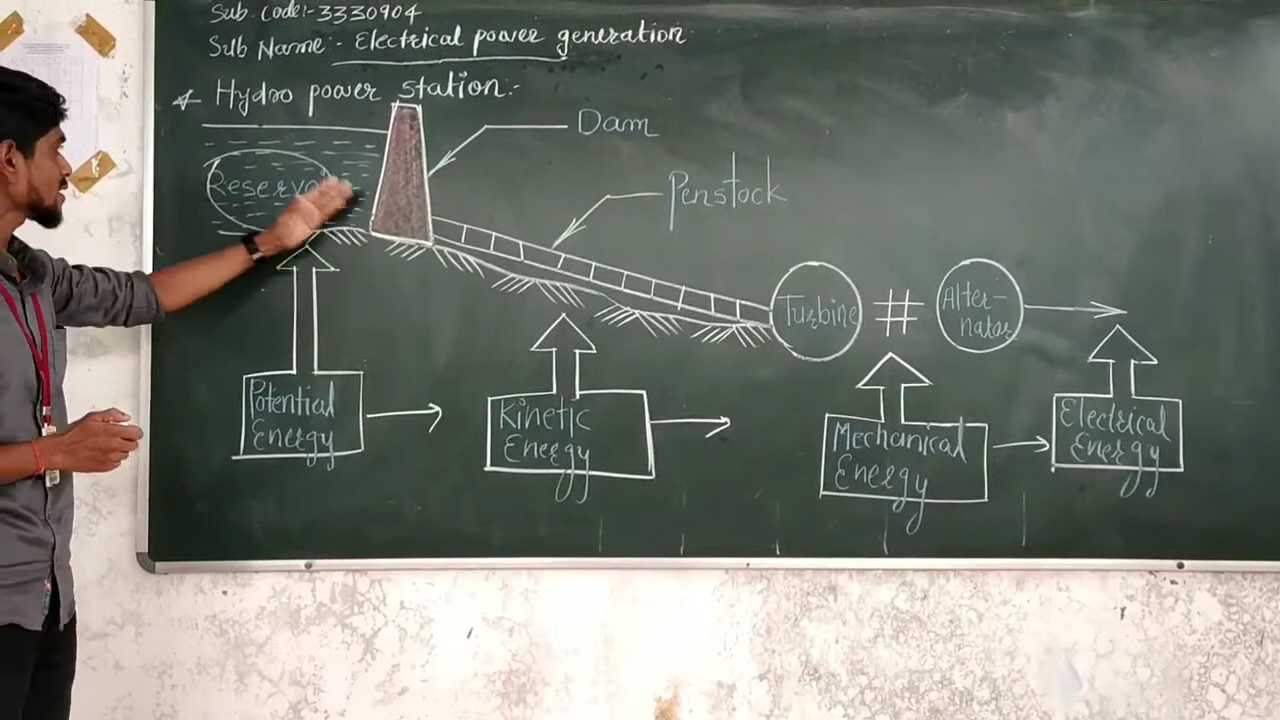 Sub. Code:-3330904
Sub Name:- Electrical power generation
Hydro power station:-
Dam
Penstock
Turbine
Alter-
nator
Potential
Energy
Kinetic
Energy
Mechanical
Energy
Electrical
Energy